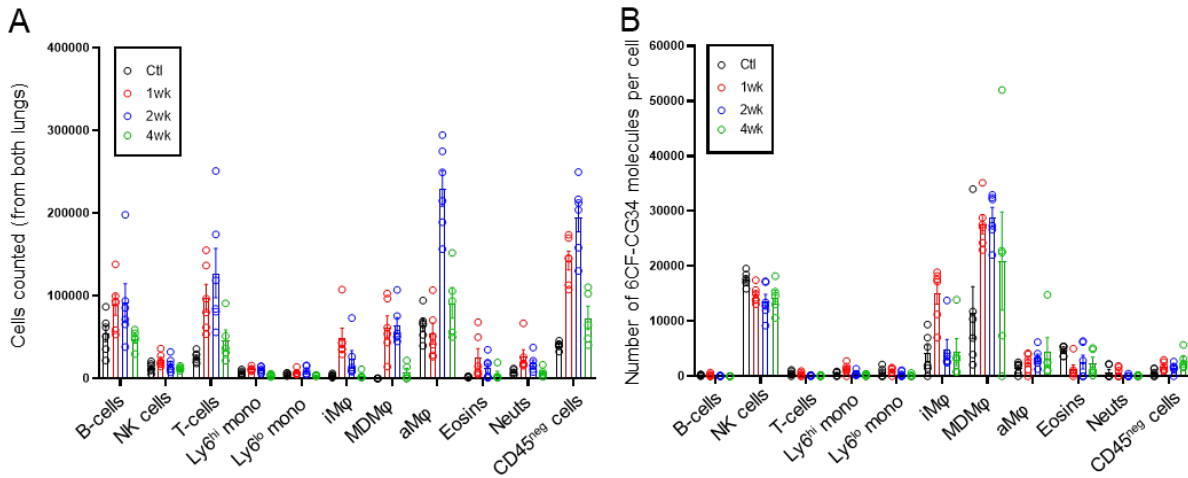 A
Cells counted (from both lungs)
400000
300000
200000
100000
0
Ctl
1wk
2wk
4wk
B-cells
NK cells
T-cells
Ly6ʰⁱ mono
Ly6ˡᵒ mono
iMφ
MDMφ
aMφ
Eosins
Neuts
CD45ⁿᵉᵍ cells
B
Number of 6CF-CG34 molecules per cell
60000
50000
40000
30000
20000
10000
0
Ctl
1wk
2wk
4wk
B-cells
NK cells
T-cells
Ly6ʰⁱ mono
Ly6ˡᵒ mono
iMφ
MDMφ
aMφ
Eosins
Neuts
CD45ⁿᵉᵍ cells